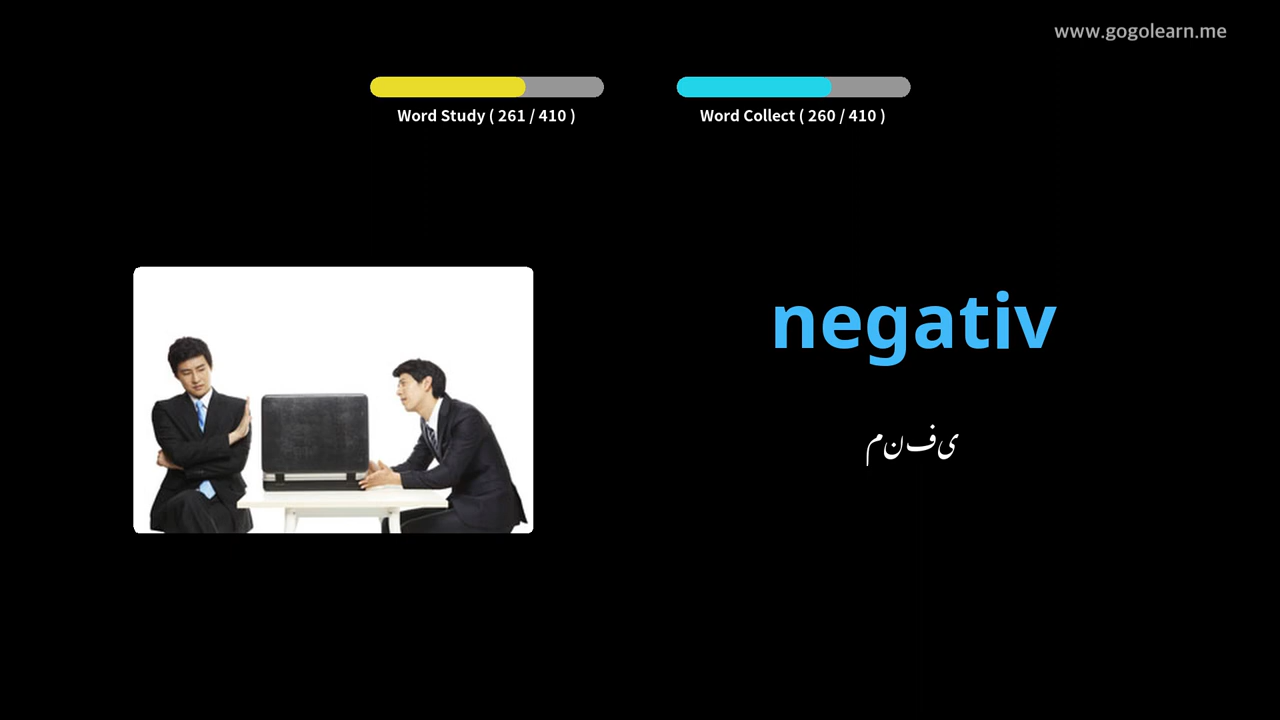 www.gogolearn.me
Word Study ( 261 / 410 )
Word Collect ( 260 / 410 )
negativ
منفی